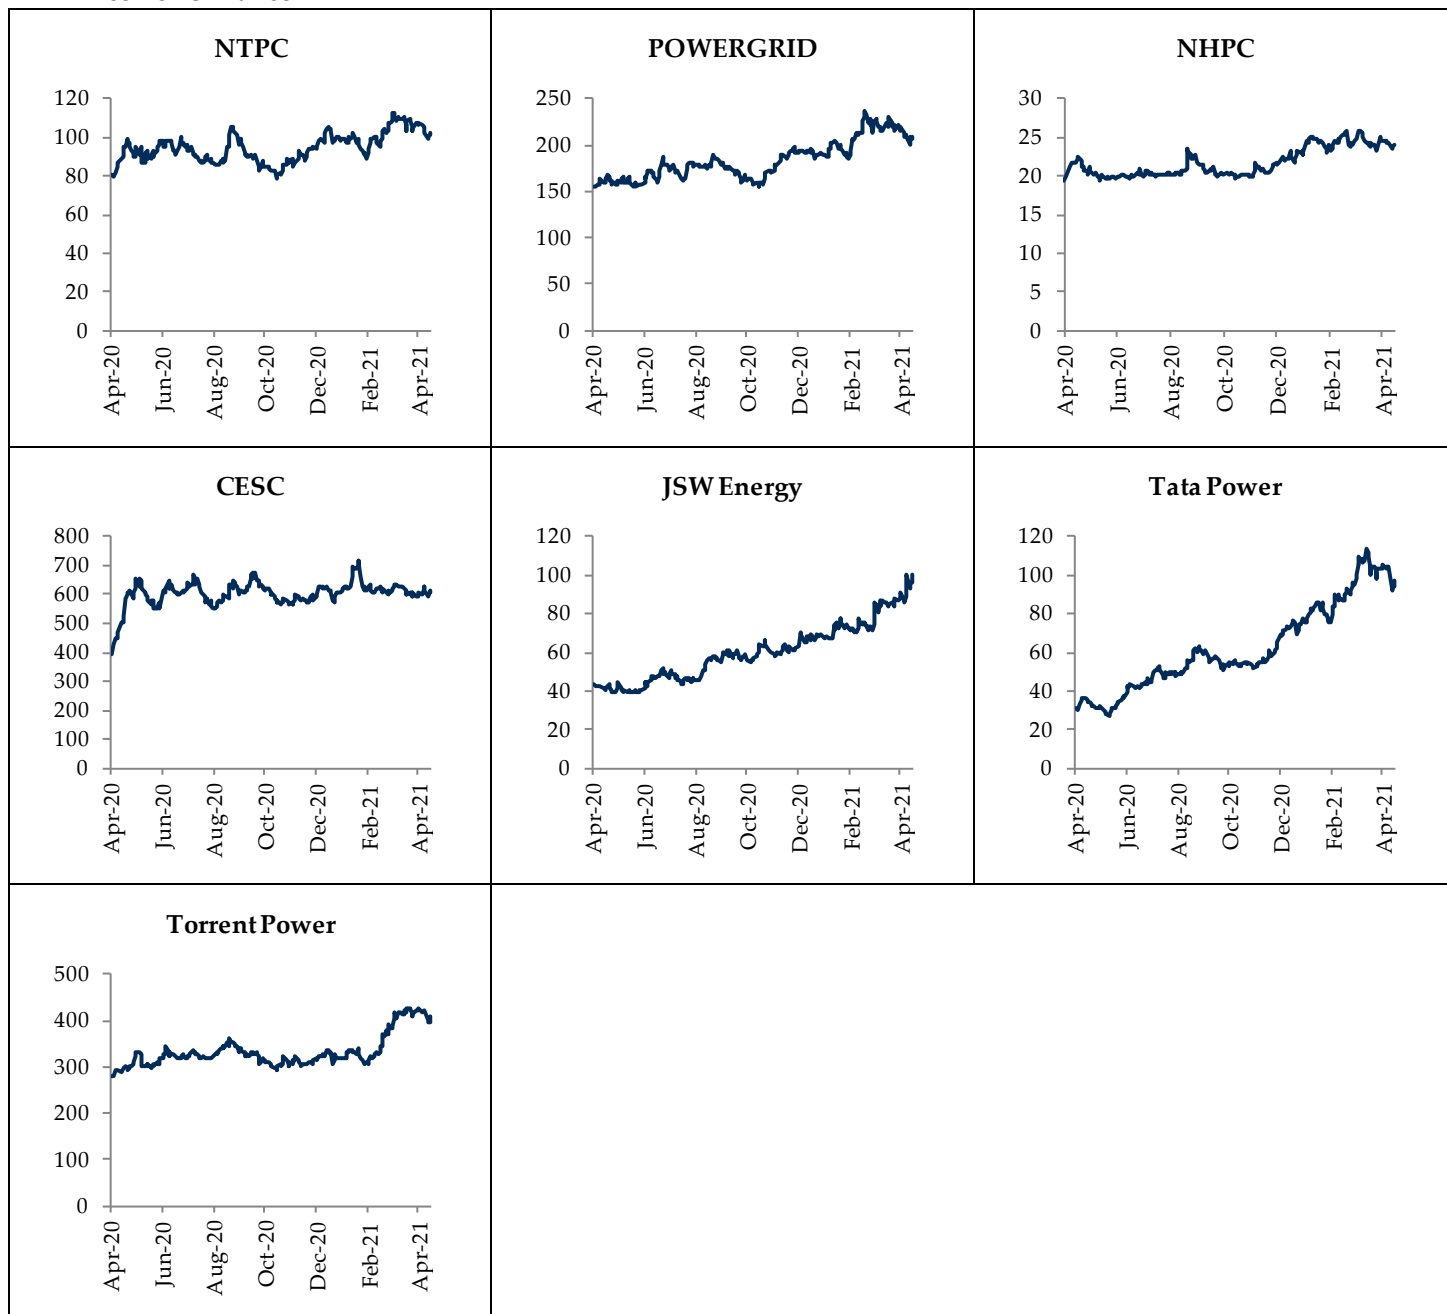 NTPC
120
100
80
60
40
20
0
Apr-20
Jun-20
Aug-20
Oct-20
Dec-20
Feb-21
Apr-21
POWERGRID
250
200
150
100
50
0
Apr-20
Jun-20
Aug-20
Oct-20
Dec-20
Feb-21
Apr-21
NHPC
30
25
20
15
10
5
0
Apr-20
Jun-20
Aug-20
Oct-20
Dec-20
Feb-21
Apr-21
CESC
800
700
600
500
400
300
200
100
0
Apr-20
Jun-20
Aug-20
Oct-20
Dec-20
Feb-21
Apr-21
JSW Energy
120
100
80
60
40
20
0
Apr-20
Jun-20
Aug-20
Oct-20
Dec-20
Feb-21
Apr-21
Tata Power
120
100
80
60
40
20
0
Apr-20
Jun-20
Aug-20
Oct-20
Dec-20
Feb-21
Apr-21
Torrent Power
500
400
300
200
100
0
Apr-20
Jun-20
Aug-20
Oct-20
Dec-20
Feb-21
Apr-21